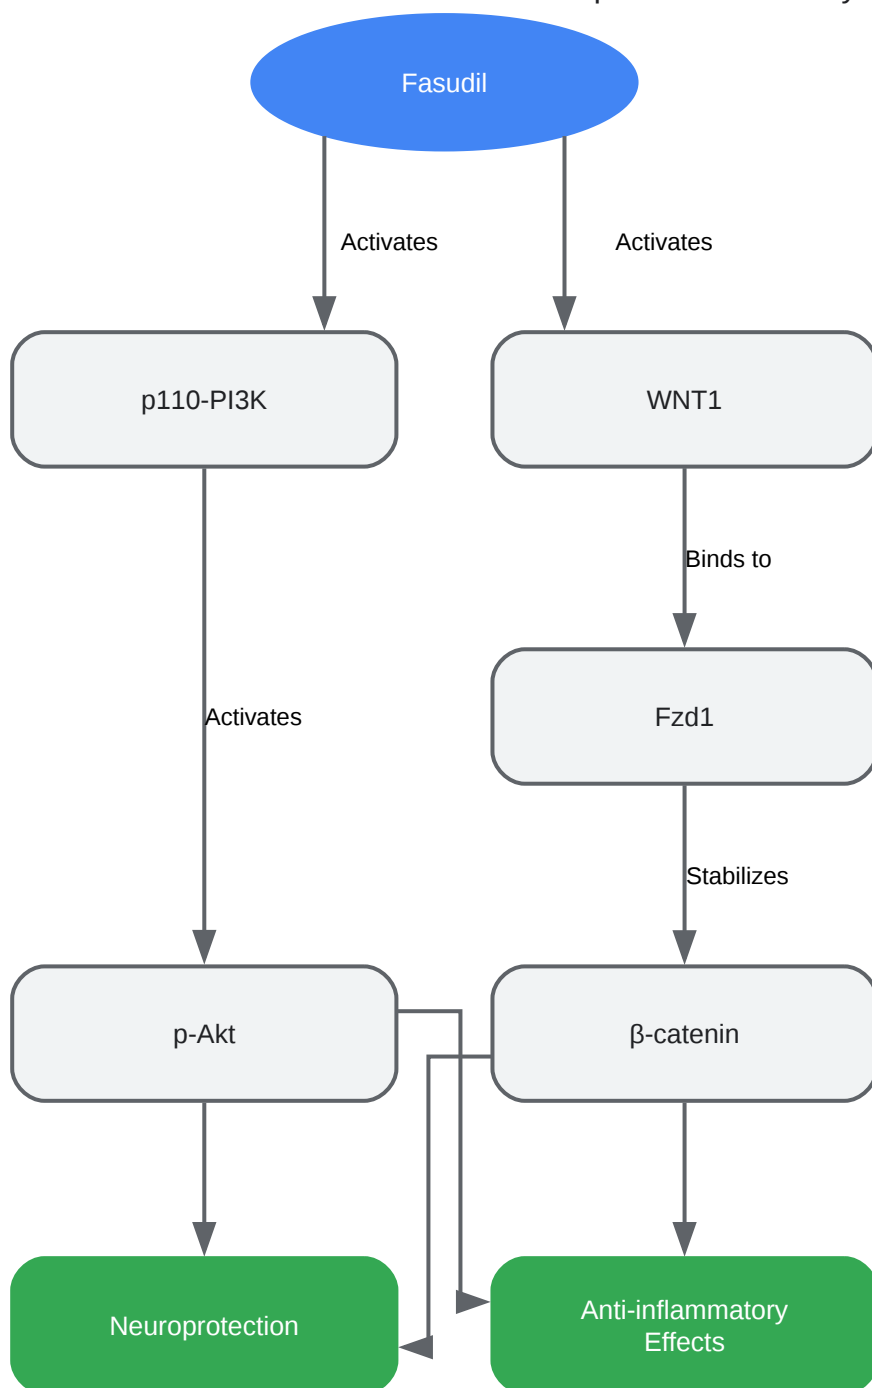 Fasudil
Activates
Activates
p110-PI3K
WNT1
Binds to
Fzd1
Activates
Stabilizes
p-Akt
β-catenin
Neuroprotection
Anti-inflammatory
Effects